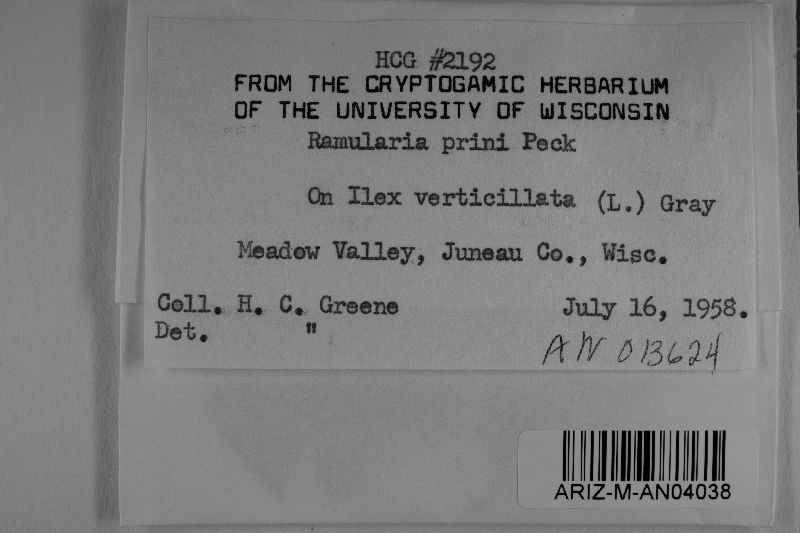 HCG #2192
FROM THE CRYPTOGAMIC HERBARIUM
OF THE UNIVERSITY OF WISCONSIN
Ramularia prini Peck
On Ilex verticillata (L.) Gray
Meadow Valley, Juneau Co., Wisc.
Coll. H. C. Greene July 16, 1958.
Det. "
AN 013624
ARIZ-M-AN04038